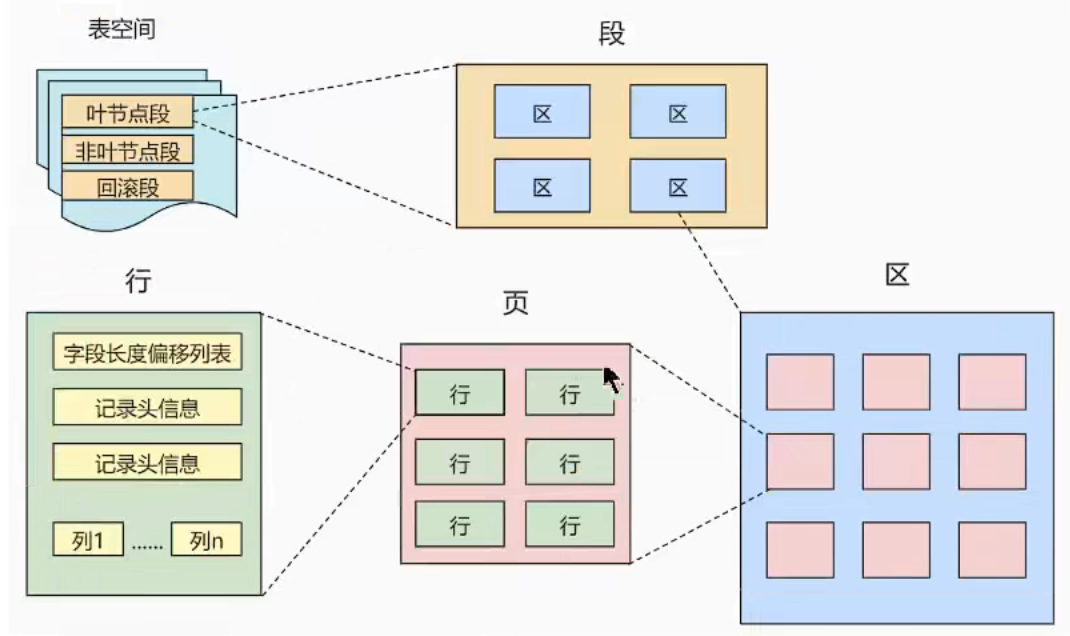 表空间
叶节点段
非叶节点段
回滚段
段
区
区
区
区
行
字段长度偏移列表
记录头信息
记录头信息
列1 ...... 列n
页
行
行
行
行
行
行
区